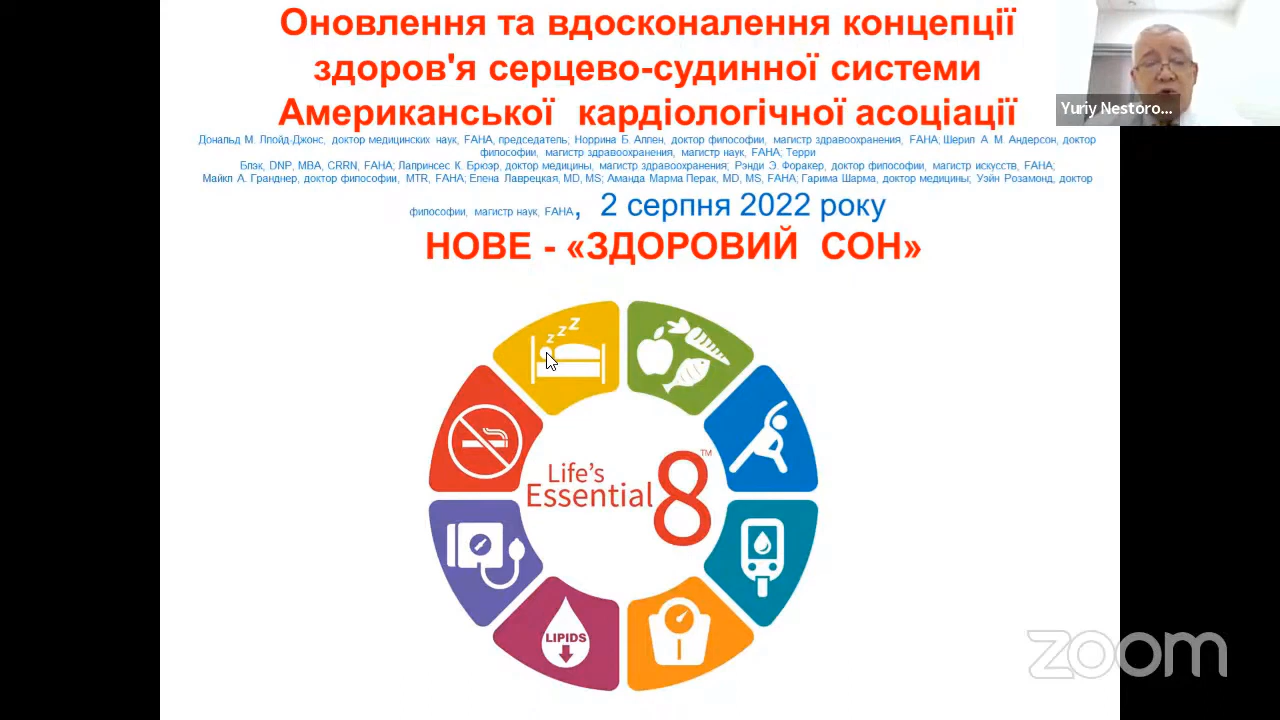 Оновлення та вдосконалення концепції
здоров'я серцево-судинної системи
Американської кардіологічної асоціації
Дональд М. Ллойд-Джонс, доктор медицинских наук, FAHA, председатель; Норрина Б. Аллен, доктор философии, магистр здравоохранения, FAHA; Шерил А. М. Андерсон, доктор
философии, магистр здравоохранения, магистр наук, FAHA; Терри
Блэк, DNP, MBA, CRRN, FAHA; Лапринсес К. Брюэр, доктор медицины, магистр здравоохранения; Рэнди Э. Форакер, доктор философии, магистр искусств, FAHA;
Майкл А. Гранднер, доктор философии, MTR, FAHA; Елена Лаврецкая, MD, MS; Аманда Марма Перак, MD, MS, FAHA; Гарима Шарма, доктор медицины; Уэйн Розамонд, доктор
философии, магистр наук, FAHA, 2 серпня 2022 року
НОВЕ - «ЗДОРОВИЙ СОН»
Yuriy Nestoro...
z z Z
Life's
Essential 8 TM
LIPIDS
zoom